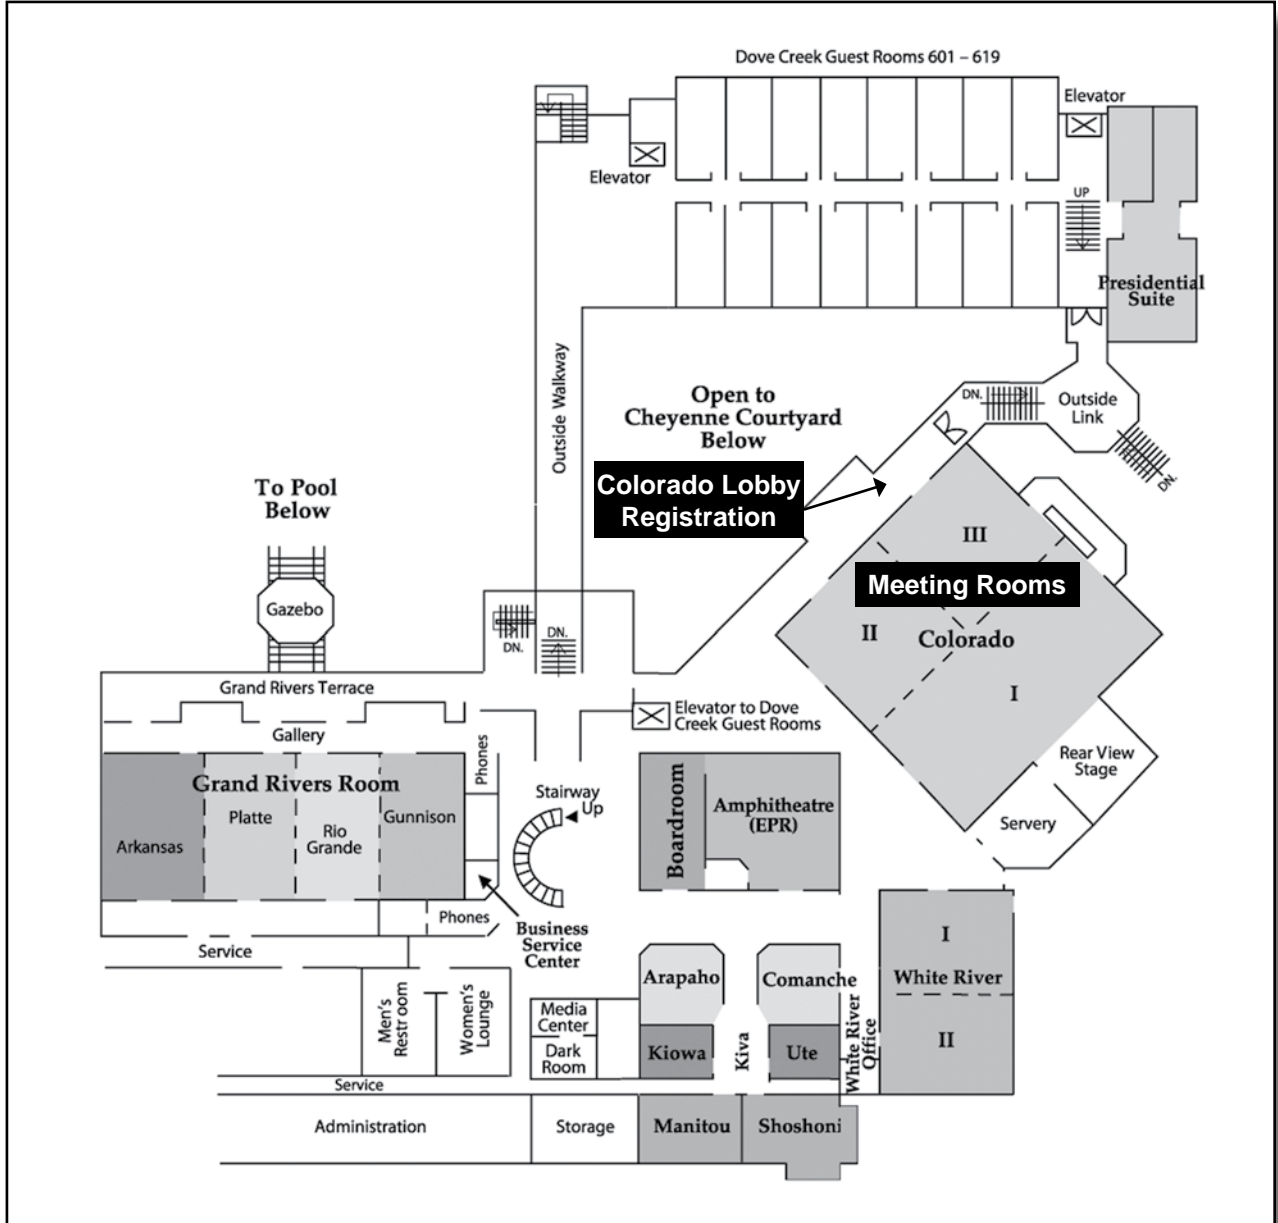 Dove Creek Guest Rooms 601 – 619
Elevator
Elevator
UP
Presidential
Suite
Outside Walkway
Open to
Cheyenne Courtyard
Below
DN.
Outside
Link
DN.
Colorado Lobby
Registration
To Pool
Below
Gazebo
III
Meeting Rooms
II
Colorado
I
DN.
DN.
Grand Rivers Terrace
Gallery
Elevator to Dove
Creek Guest Rooms
Phones
Grand Rivers Room
Arkansas
Platte
Rio
Grande
Gunnison
Stairway
Up
Boardroom
Amphitheatre
(EPR)
Rear View
Stage
Servery
Phones
Business
Service
Center
Service
Men's
Restroom
Women's
Lounge
Media
Center
Dark
Room
Arapaho
Comanche
Kiowa
Kiva
Ute
White River
Office
I
White River
II
Service
Administration
Storage
Manitou
Shoshoni